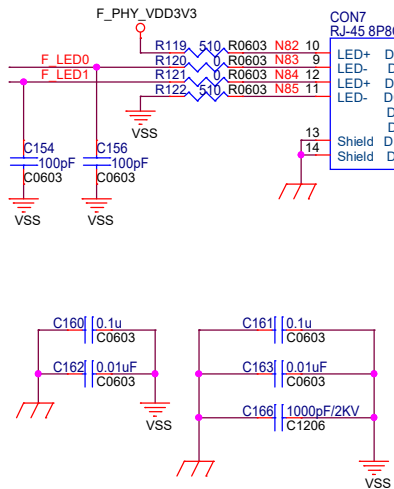 F_PHY_VDD3V3
CON7
RJ-45 8P8
R119 510 R0603 N82 10 LED+ D
F_LED0 R120 0 R0603 N83 9 LED- D
F_LED1 R121 0 R0603 N84 12 LED+ D
R122 510 R0603 N85 11 LED- D
D
VSS
D
13 Shield D
14 Shield D
C154 C156
100pF 100pF
C0603 C0603
VSS VSS
C160 0.1u C161 0.1u
C0603 C0603
C162 0.01uF C163 0.01uF
C0603 C0603
C166 1000pF/2KV
VSS C1206
VSS